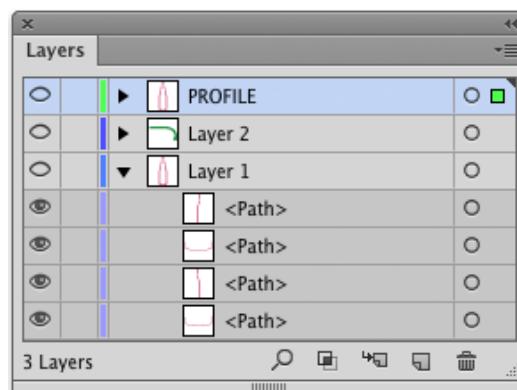 Layers
PROFILE
Layer 2
Layer 1
<Path>
<Path>
<Path>
<Path>
3 Layers